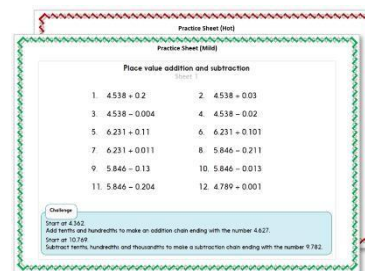 Practice Sheet (Hot)
Practice Sheet (Mild)
Place value addition and subtraction
Sheet 1
1. 4.538 + 0.2 2. 4.538 + 0.03
3. 4.538 – 0.004 4. 4.538 – 0.02
5. 6.231 + 0.11 6. 6.231 + 0.101
7. 6.231 + 0.011 8. 5.846 – 0.211
9. 5.846 – 0.13 10. 5.846 – 0.013
11. 5.846 – 0.204 12. 4.789 + 0.001
Challenge
Start at 4.362.
Add tenths and hundredths to make an addition chain ending with the number 4.627.
Start at 10.769.
Subtract tenths, hundredths and thousandths to make a subtraction chain ending with the number 9.782.